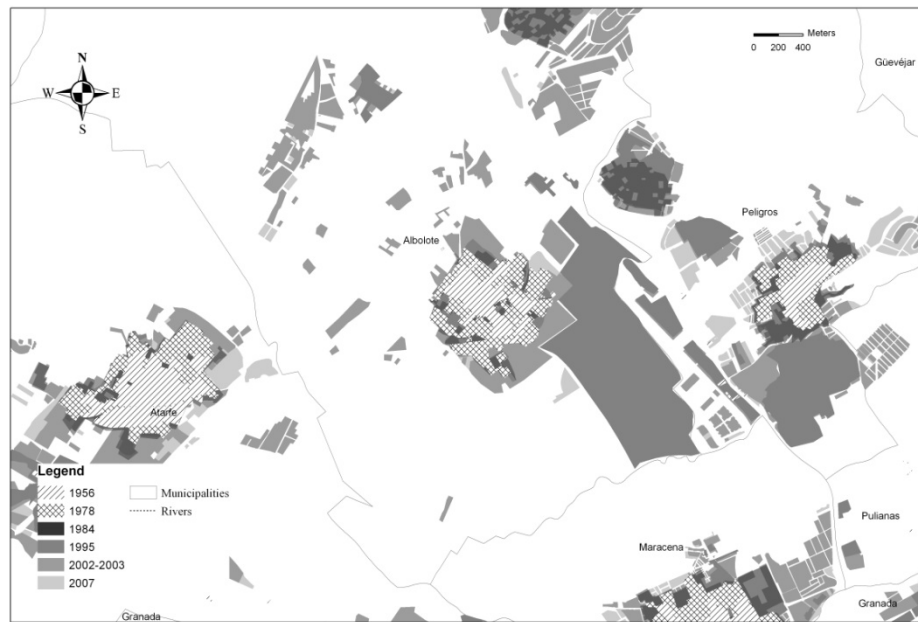 Meters
0 200 400
N
W E
S
Güevéjar
Peligros
Albolote
Atarfe
Legend
1956
1978
1984
1995
2002-2003
2007
Municipalities
Rivers
Pulianas
Maracena
Granada
Granada